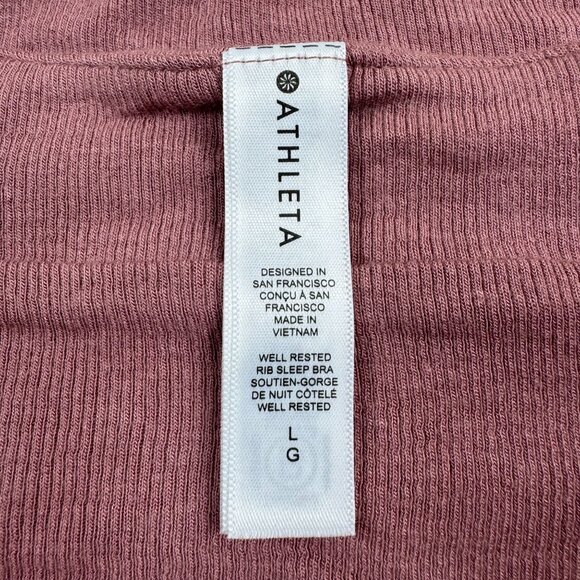 ATHLETA
DESIGNED IN
SAN FRANCISCO
CONÇU À SAN
FRANCISCO
MADE IN
VIETNAM
WELL RESTED
RIB SLEEP BRA
SOUTIEN-GORGE
DE NUIT CÔTELÉ
WELL RESTED
L
G